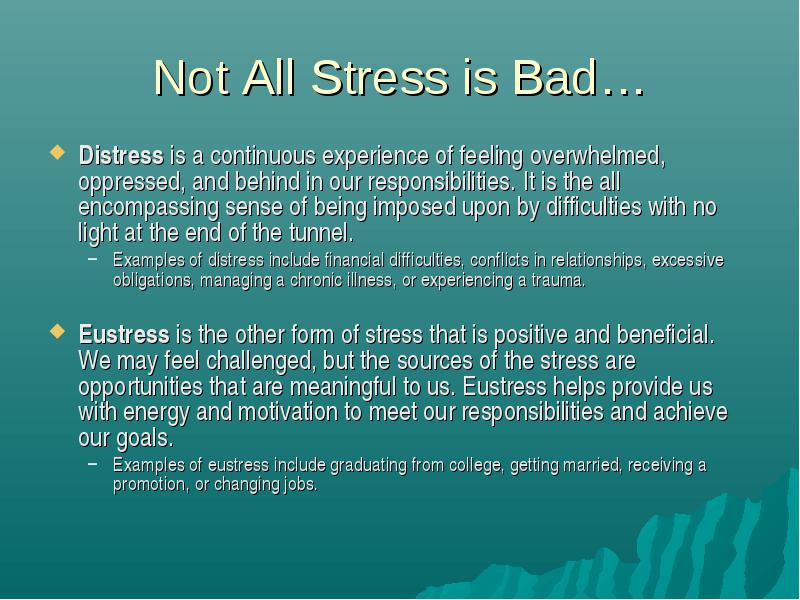 Not All Stress is Bad…
Distress is a continuous experience of feeling overwhelmed,
oppressed, and behind in our responsibilities. It is the all
encompassing sense of being imposed upon by difficulties with no
light at the end of the tunnel.
– Examples of distress include financial difficulties, conflicts in relationships, excessive
obligations, managing a chronic illness, or experiencing a trauma.
Eustress is the other form of stress that is positive and beneficial.
We may feel challenged, but the sources of the stress are
opportunities that are meaningful to us. Eustress helps provide us
with energy and motivation to meet our responsibilities and achieve
our goals.
– Examples of eustress include graduating from college, getting married, receiving a
promotion, or changing jobs.